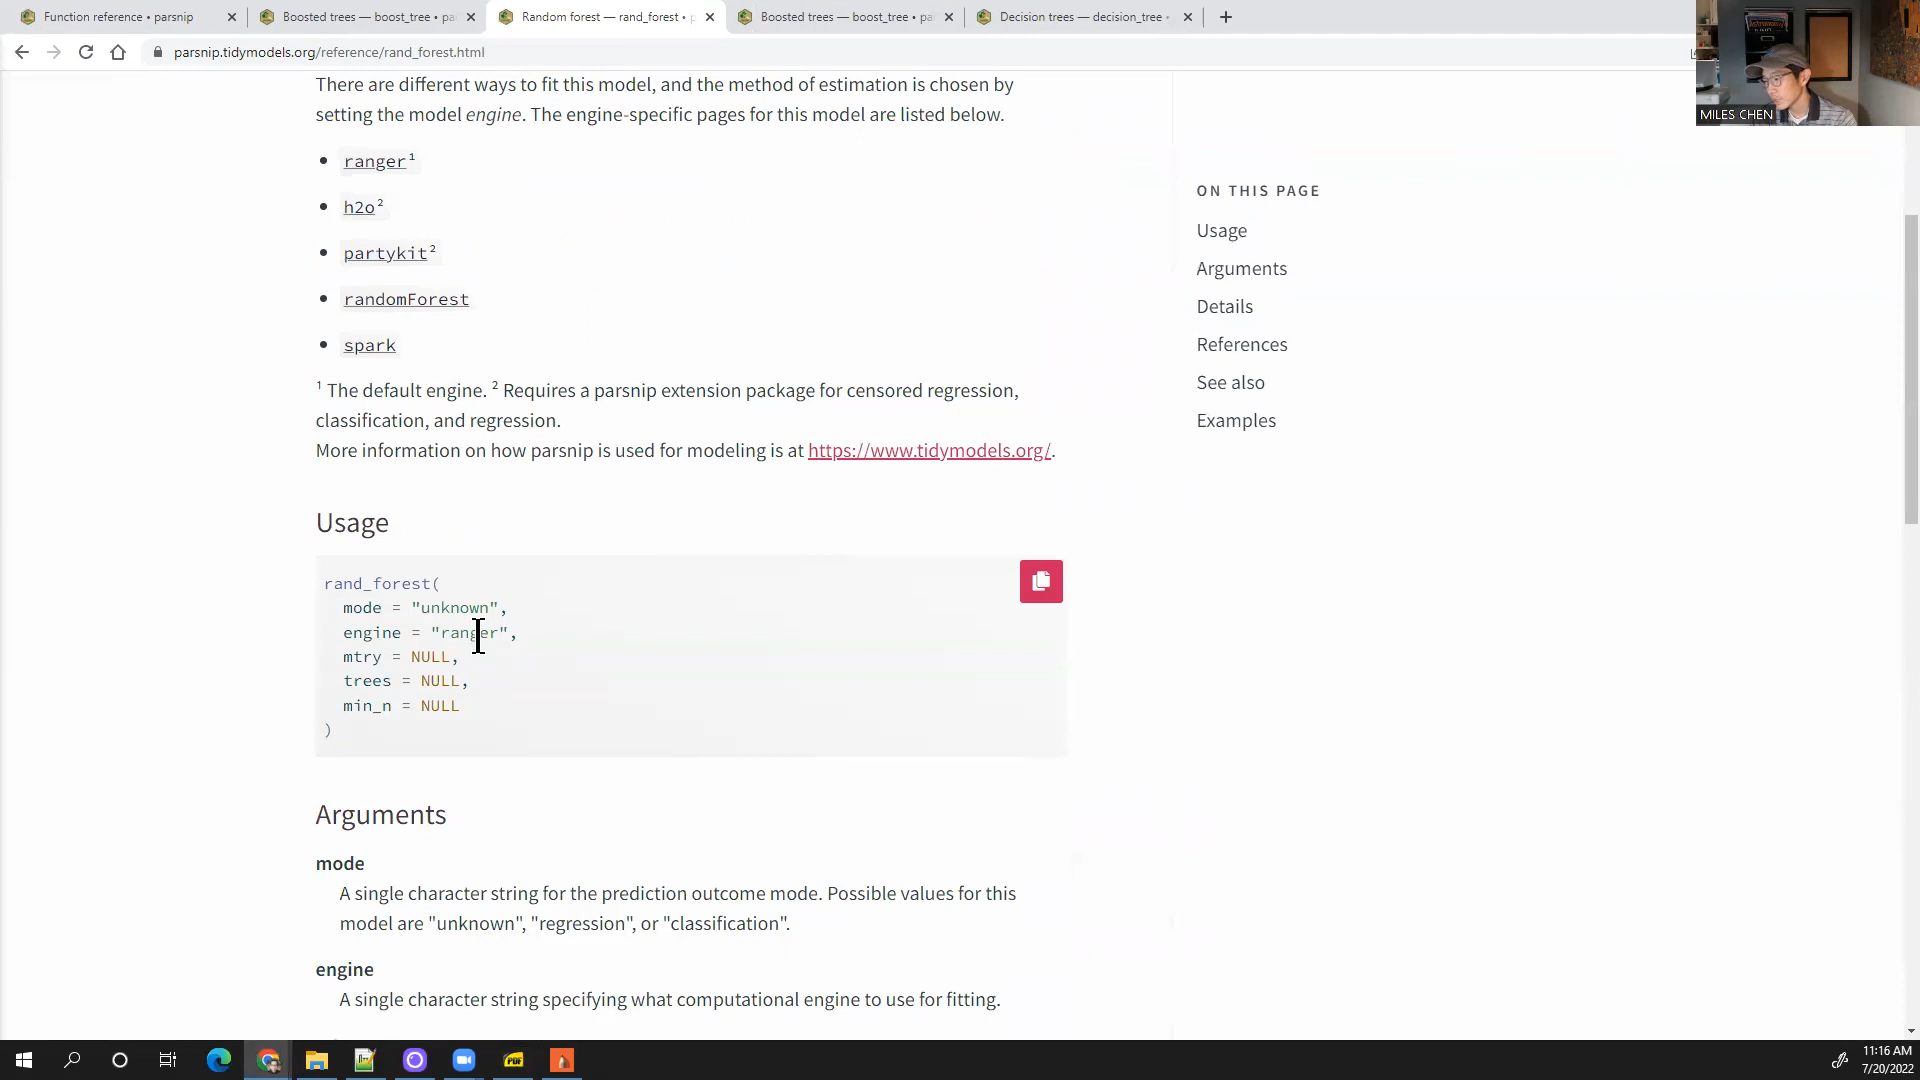 Function reference • parsnip
Boosted trees — boost_tree • pa
Random forest — rand_forest • p
Boosted trees — boost_tree • pa
Decision trees — decision_tree •
parsnip.tidymodels.org/reference/rand_forest.html
MILES CHEN
There are different ways to fit this model, and the method of estimation is chosen by
setting the model engine. The engine-specific pages for this model are listed below.
• ranger¹
• h2o²
• partykit²
• randomForest
• spark
¹ The default engine. ² Requires a parsnip extension package for censored regression,
classification, and regression.
More information on how parsnip is used for modeling is at https://www.tidymodels.org/.
Usage
rand_forest(
mode = "unknown",
engine = "ranger",
mtry = NULL,
trees = NULL,
min_n = NULL
)
Arguments
mode
A single character string for the prediction outcome mode. Possible values for this
model are "unknown", "regression", or "classification".
engine
A single character string specifying what computational engine to use for fitting.
ON THIS PAGE
Usage
Arguments
Details
References
See also
Examples
PDF
11:16 AM
7/20/2022